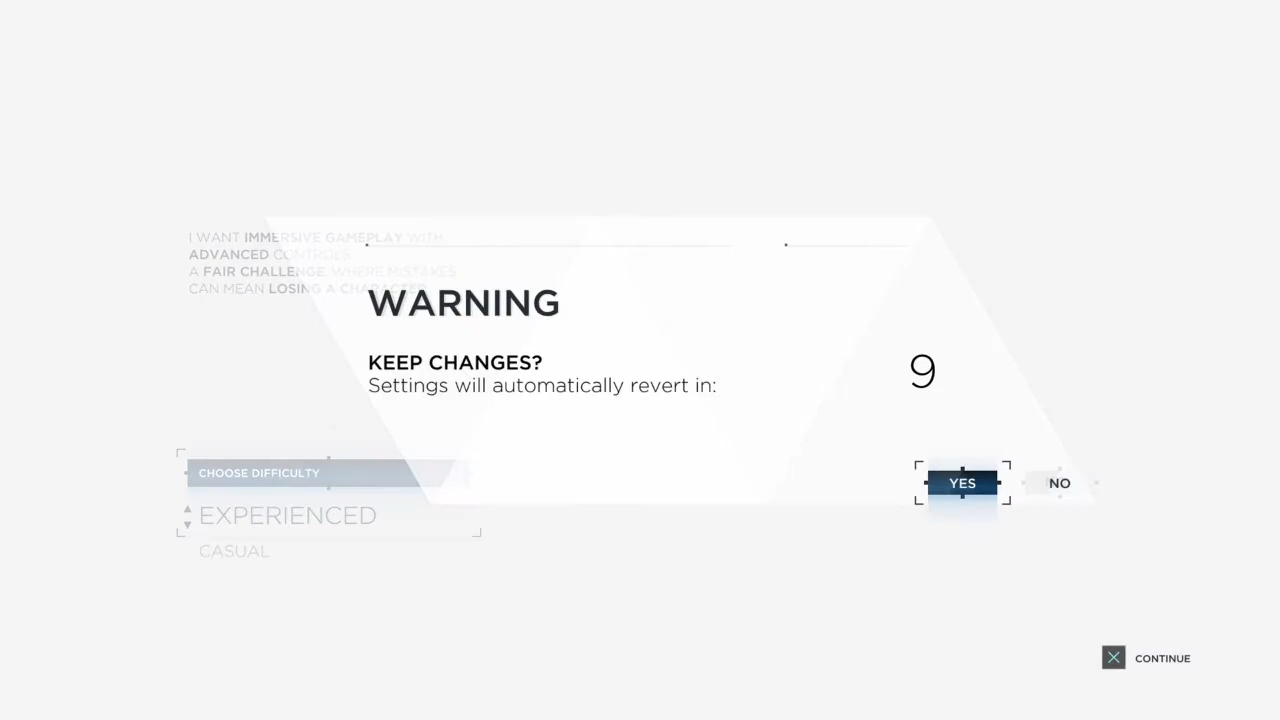 I WANT IMMERSIVE GAMEPLAY WITH
ADVANCED CONTROLS.
A FAIR CHALLENGE, WHERE MISTAKES
CAN MEAN LOSING A CHARACTER.
WARNING
KEEP CHANGES?
Settings will automatically revert in:
9
CHOOSE DIFFICULTY
EXPERIENCED
CASUAL
YES
NO
CONTINUE